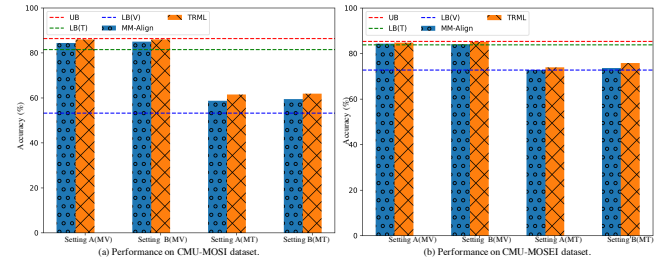 UB
LB(T)
LB(V)
MM-Align
TRML
Accuracy (%)
100
80
60
40
20
0
Setting A(MV)
Setting B(MV)
Setting A(MT)
Setting B(MT)
(a) Performance on CMU-MOSI dataset.
UB
LB(T)
LB(V)
MM-Align
TRML
Accuracy (%)
100
80
60
40
20
0
Setting A(MV)
Setting B(MV)
Setting A(MT)
Setting B(MT)
(b) Performance on CMU-MOSEI dataset.